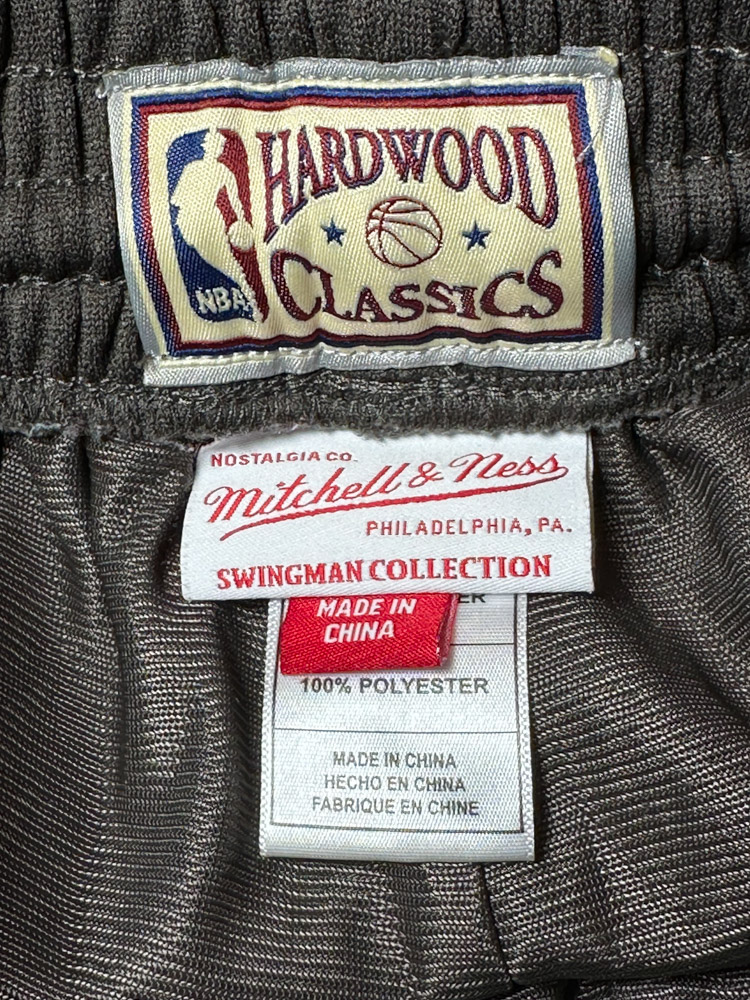 HARDWOOD
NBA
CLASSICS
NOSTALGIA CO.
Mitchell & Ness
PHILADELPHIA, PA.
SWINGMAN COLLECTION
MADE IN
CHINA
100% POLYESTER
MADE IN CHINA
HECHO EN CHINA
FABRIQUE EN CHINE